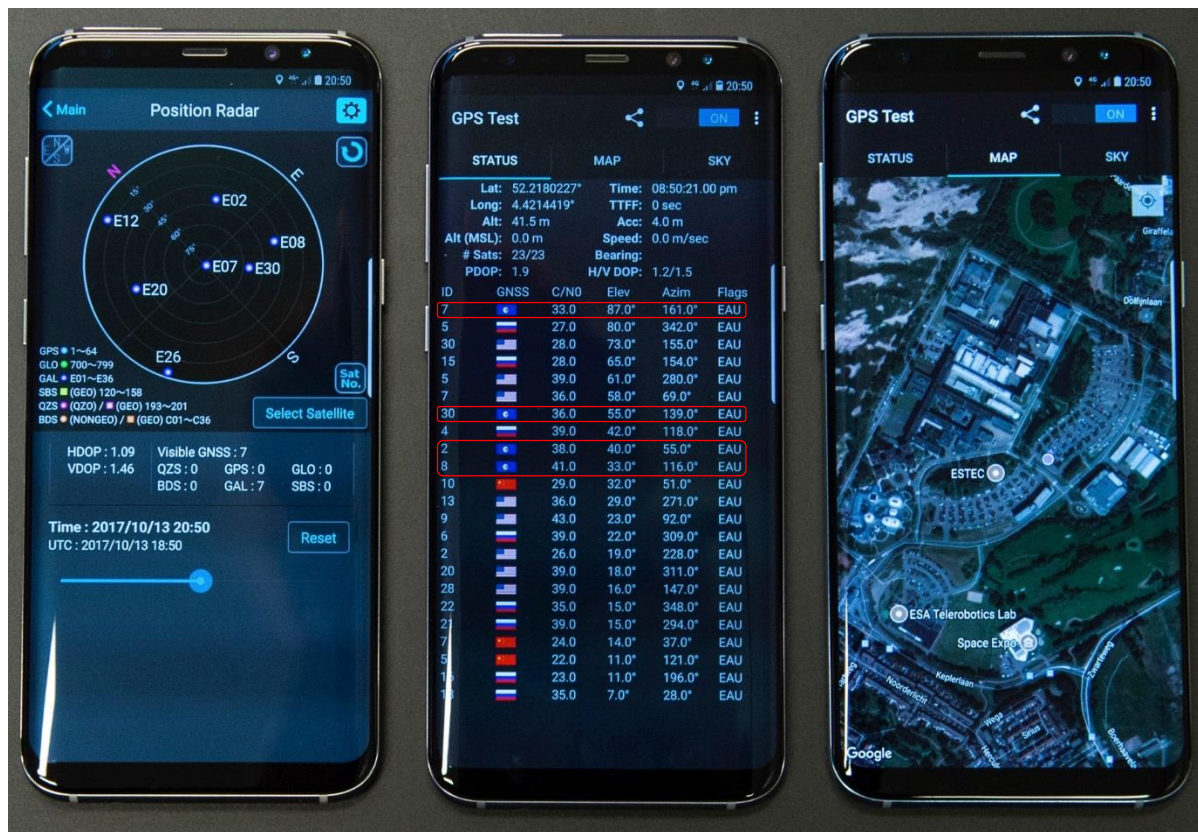 20:50
Main Position Radar
N
E
S
W
N
E
S
15°
30°
45°
60°
75°
E02
E12
E08
E07
E30
E20
E26
GPS 1~64
GLO 700~799
GAL E01~E36
SBS (GEO) 120~158
QZS (QZO) / (GEO) 193~201
BDS (NONGEO) / (GEO) C01~C36
Sat
No.
Select Satellite
HDOP : 1.09 Visible GNSS : 7
VDOP : 1.46 QZS : 0 GPS : 0 GLO : 0
BDS : 0 GAL : 7 SBS : 0
Time : 2017/10/13 20:50
UTC : 2017/10/13 18:50
Reset
4G 20:50
GPS Test ON
STATUS MAP SKY
Lat: 52.2180227° Time: 08:50:21.00 pm
Long: 4.4214419° TTFF: 0 sec
Alt: 41.5 m Acc: 4.0 m
Alt (MSL): 0.0 m Speed: 0.0 m/sec
# Sats: 23/23 Bearing:
PDOP: 1.9 H/V DOP: 1.2/1.5
ID GNSS C/N0 Elev Azim Flags
7 33.0 87.0° 161.0° EAU
5 27.0 80.0° 342.0° EAU
30 28.0 73.0° 155.0° EAU
15 28.0 65.0° 154.0° EAU
5 39.0 61.0° 280.0° EAU
7 36.0 58.0° 69.0° EAU
30 36.0 55.0° 139.0° EAU
4 39.0 42.0° 118.0° EAU
2 38.0 40.0° 55.0° EAU
8 41.0 33.0° 116.0° EAU
10 29.0 32.0° 51.0° EAU
13 36.0 29.0° 271.0° EAU
9 43.0 23.0° 92.0° EAU
6 39.0 22.0° 309.0° EAU
2 26.0 19.0° 228.0° EAU
20 39.0 18.0° 311.0° EAU
28 39.0 16.0° 147.0° EAU
22 35.0 15.0° 348.0° EAU
21 39.0 15.0° 294.0° EAU
7 24.0 14.0° 37.0° EAU
5 22.0 11.0° 121.0° EAU
23.0 11.0° 196.0° EAU
35.0 7.0° 28.0° EAU
4G 20:50
GPS Test ON
STATUS MAP SKY
Giraffela
Dolfijnlaan
ESTEC
ESA Telerobotics Lab
Space Expo
Keplerlaan
Zwarteweg
Noorderlicht
Wega
Sirius
Hercul
Boerhaavew
Google